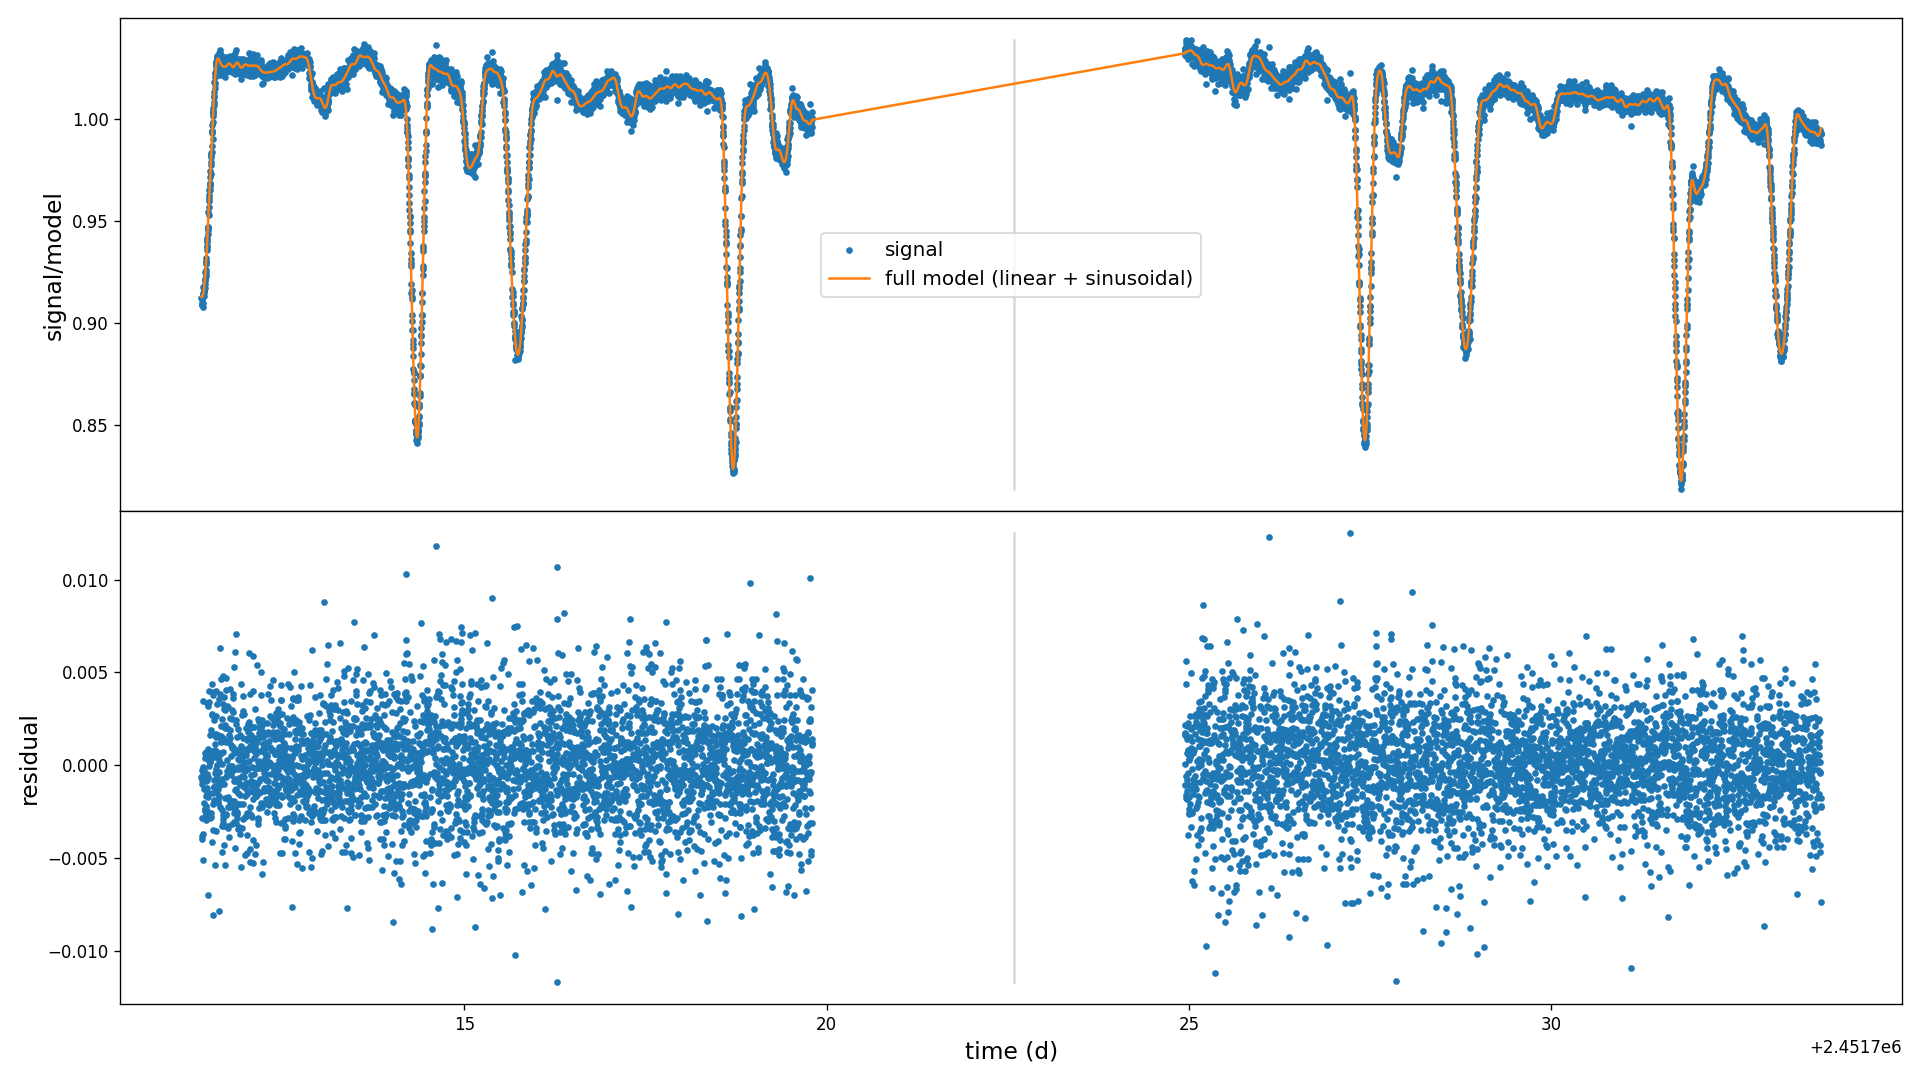 1.00
0.95
0.90
0.85
signal/model
signal
full model (linear + sinusoidal)
0.010
0.005
0.000
−0.005
−0.010
residual
15
20
25
30
time (d)
+2.4517e6